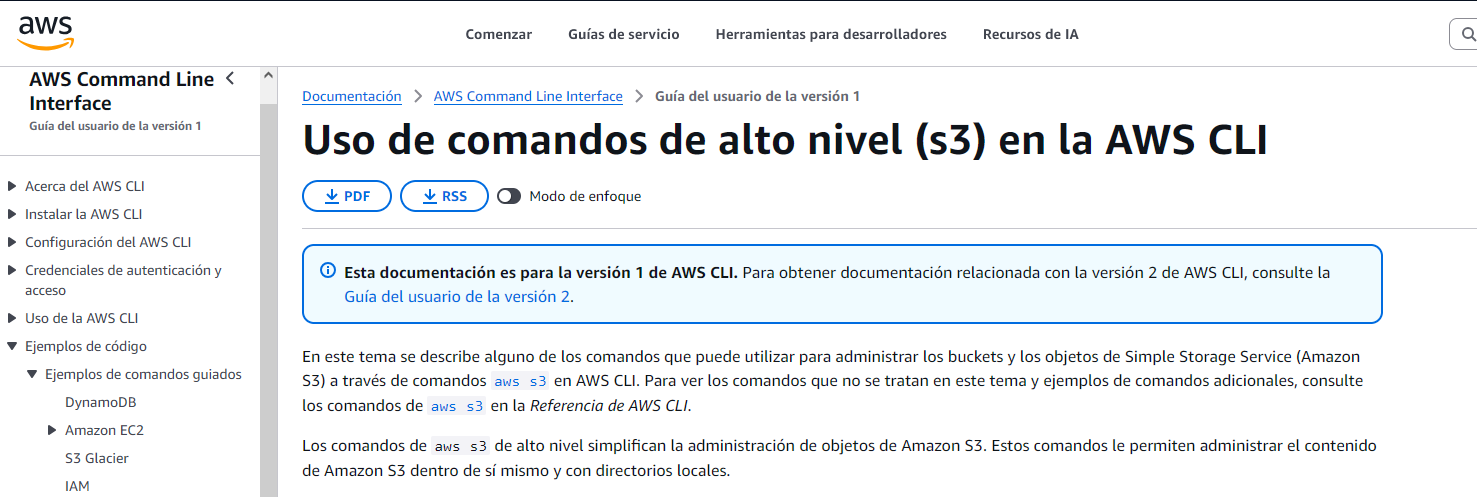 aws
Comenzar Guías de servicio Herramientas para desarrolladores Recursos de IA
AWS Command Line
Interface
Guía del usuario de la versión 1
Acerca del AWS CLI
Instalar la AWS CLI
Configuración del AWS CLI
Credenciales de autenticación y
acceso
Uso de la AWS CLI
Ejemplos de código
Ejemplos de comandos guiados
DynamoDB
Amazon EC2
S3 Glacier
IAM
Documentación > AWS Command Line Interface > Guía del usuario de la versión 1
Uso de comandos de alto nivel (s3) en la AWS CLI
PDF RSS Modo de enfoque
Esta documentación es para la versión 1 de AWS CLI. Para obtener documentación relacionada con la versión 2 de AWS CLI, consulte la
Guía del usuario de la versión 2.
En este tema se describe alguno de los comandos que puede utilizar para administrar los buckets y los objetos de Simple Storage Service (Amazon
S3) a través de comandos aws s3 en AWS CLI. Para ver los comandos que no se tratan en este tema y ejemplos de comandos adicionales, consulte
los comandos de aws s3 en la Referencia de AWS CLI.
Los comandos de aws s3 de alto nivel simplifican la administración de objetos de Amazon S3. Estos comandos le permiten administrar el contenido
de Amazon S3 dentro de sí mismo y con directorios locales.